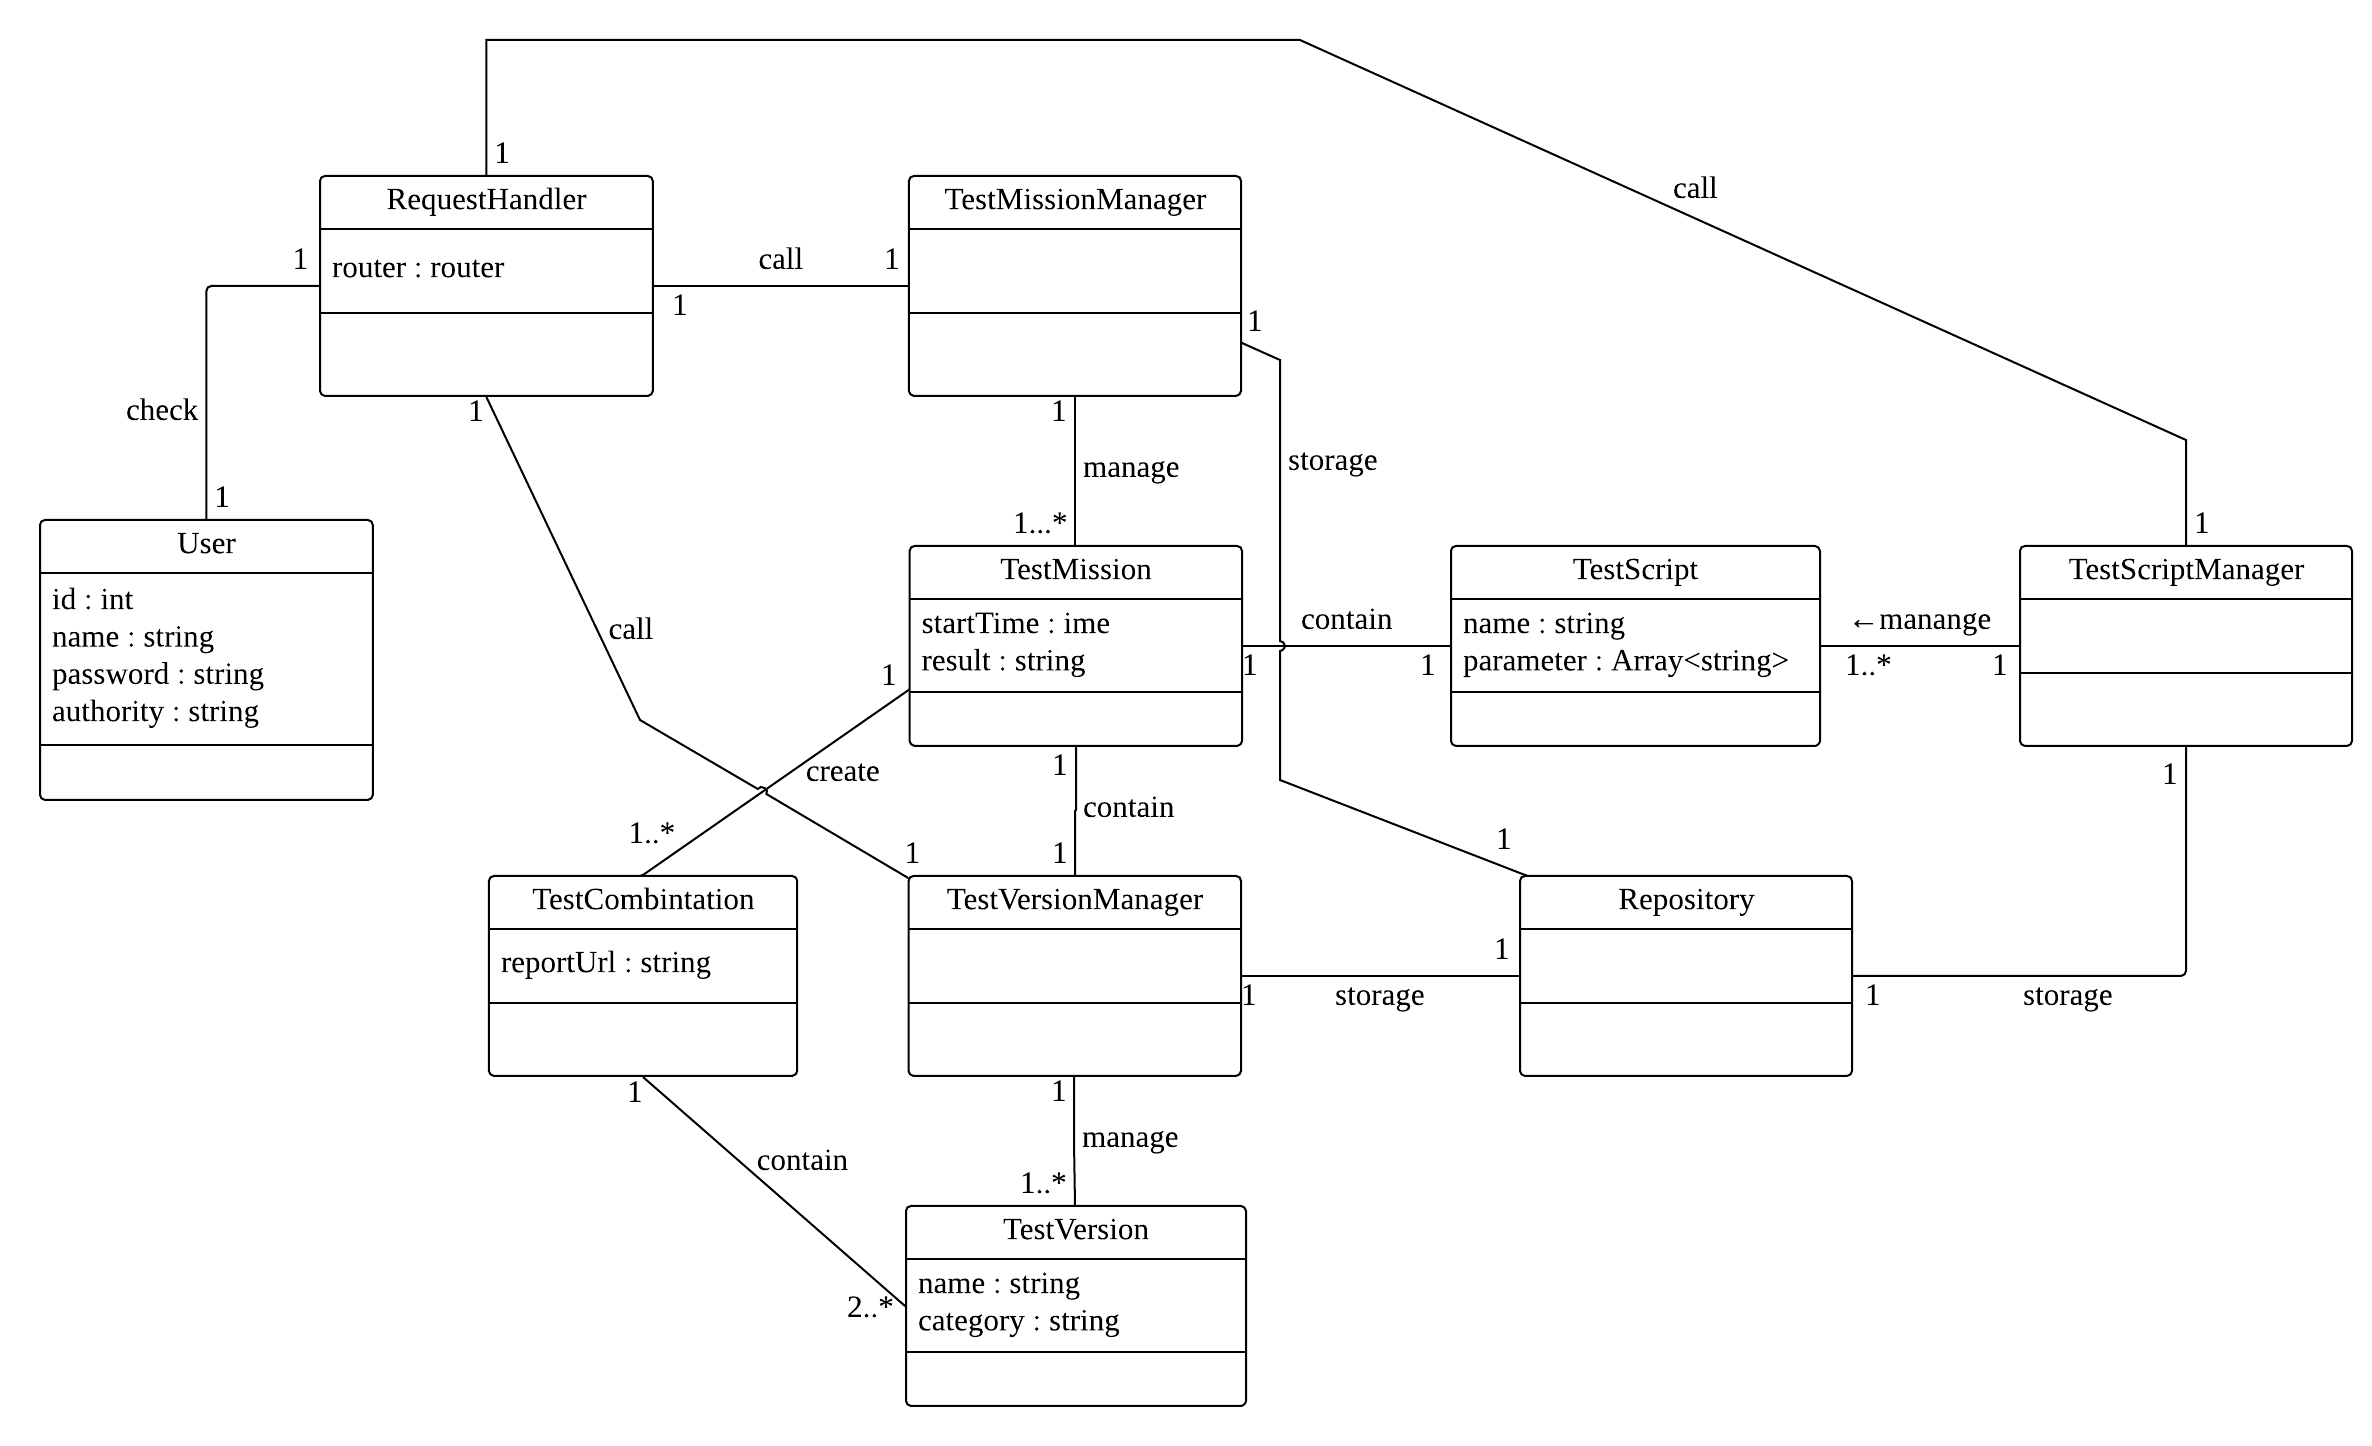 1
RequestHandler
router : router
TestMissionManager
call
1
call
1
1
1
check
1
1
1
manage
storage
1...*
1
User
id : int
name : string
password : string
authority : string
TestMission
startTime : ime
result : string
TestScript
name : string
parameter : Array<string>
TestScriptManager
contain
←manange
1
1
1..*
1
call
1
create
1
contain
1
1..*
1
1
1
TestCombintation
reportUrl : string
TestVersionManager
Repository
1
1
storage
1
storage
1
1
manage
contain
1..*
TestVersion
name : string
category : string
2..*